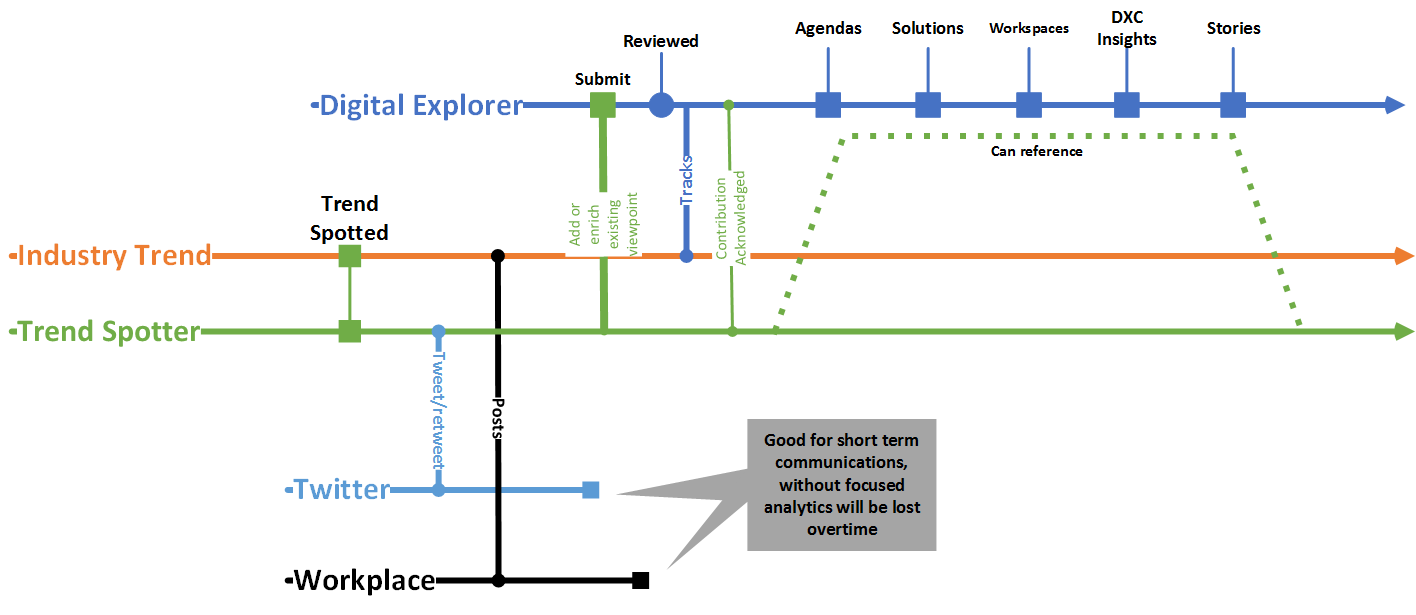 Agendas
Solutions
Workspaces
DXC
Insights
Stories
Reviewed
Submit
Digital Explorer
Can reference
Tracks
Contribution
Acknowledged
Add or
enrich
existing
viewpoint
Trend
Spotted
Industry Trend
Trend Spotter
Tweet/retweet
Posts
Good for short term
communications,
without focused
analytics will be lost
overtime
Twitter
Workplace